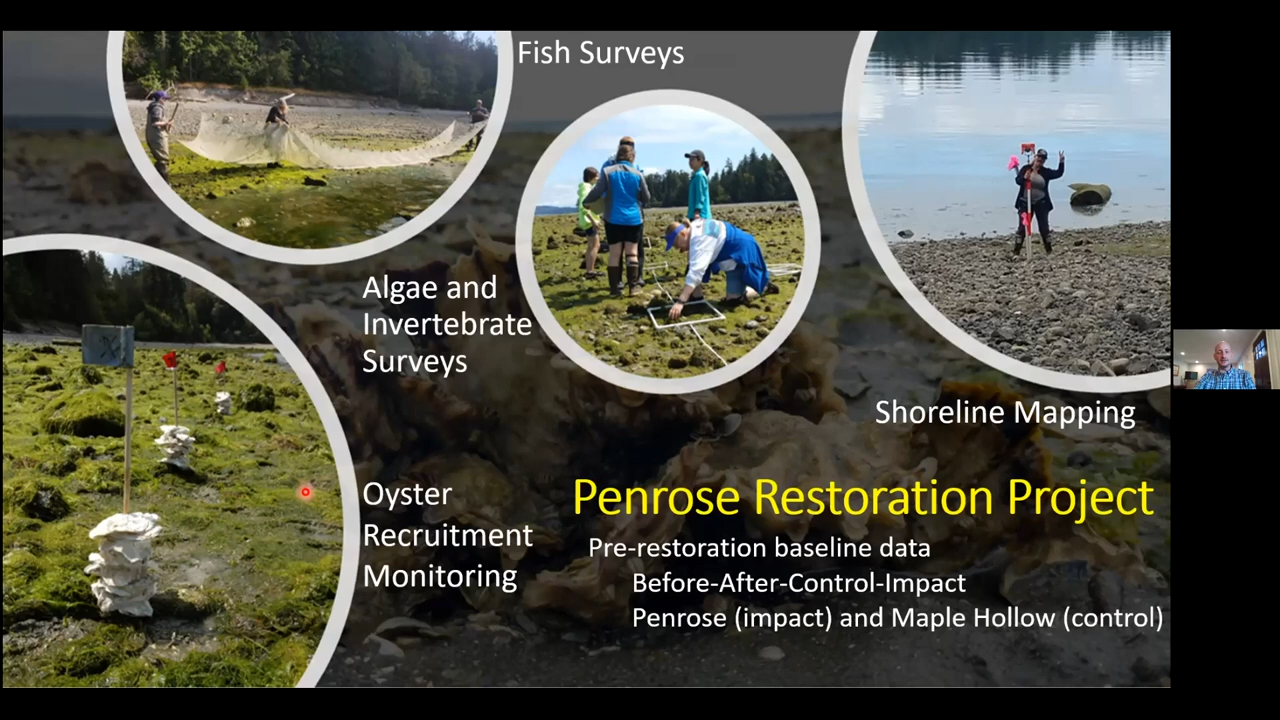 Fish Surveys
Algae and
Invertebrate
Surveys
Shoreline Mapping
Oyster
Recruitment
Monitoring
Penrose Restoration Project
Pre-restoration baseline data
Before-After-Control-Impact
Penrose (impact) and Maple Hollow (control)